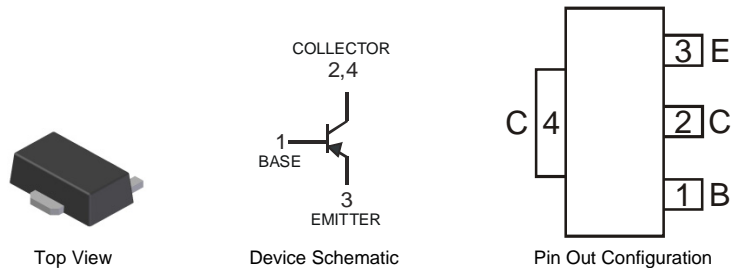 COLLECTOR
2,4
1
BASE
3
EMITTER
3 E
C 4
2 C
1 B
Top View
Device Schematic
Pin Out Configuration